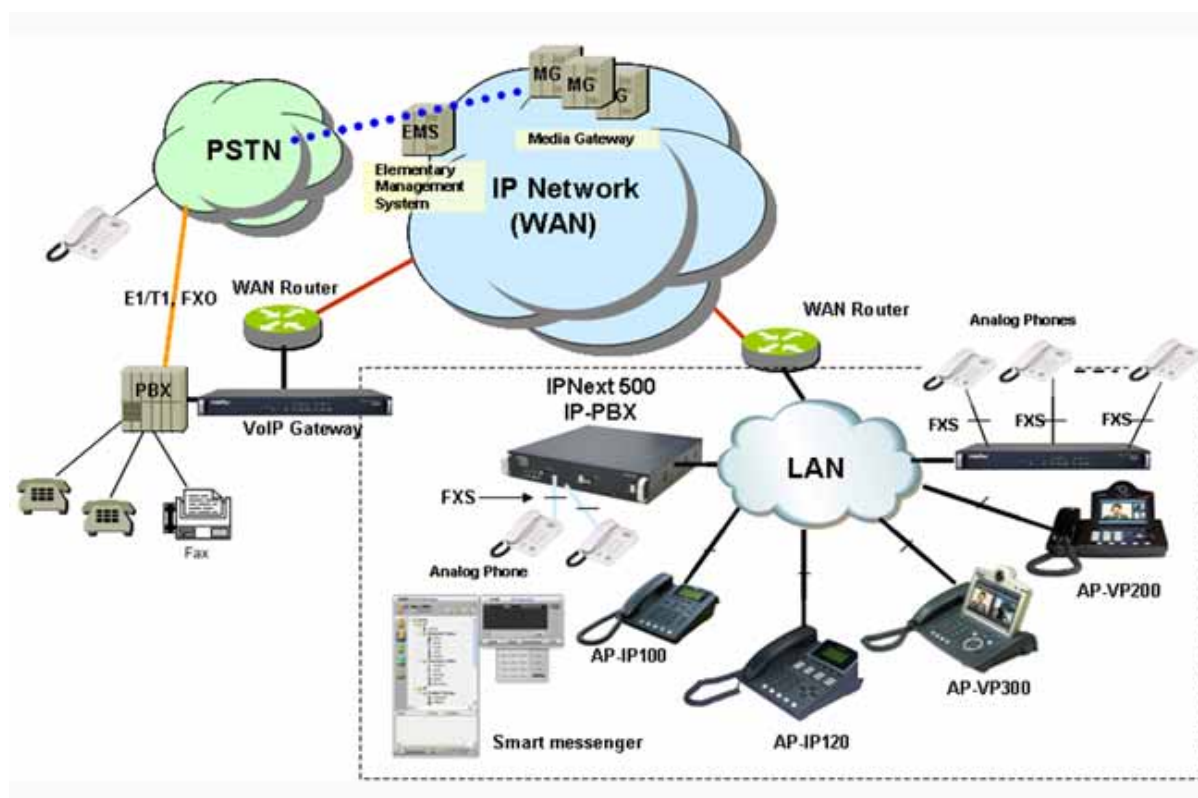 MG
MG
G
EMS
Media Gateway
PSTN
Elementary
Management
System
IP Network
(WAN)
E1/T1, FXO
WAN Router
WAN Router
Analog Phones
PBX
IPNext 500
IP-PBX
FXS
FXS
FXS
VoIP Gateway
LAN
FXS
Fax
Analog Phone
AP-VP200
AP-IP100
AP-VP300
Smart messenger
AP-IP120